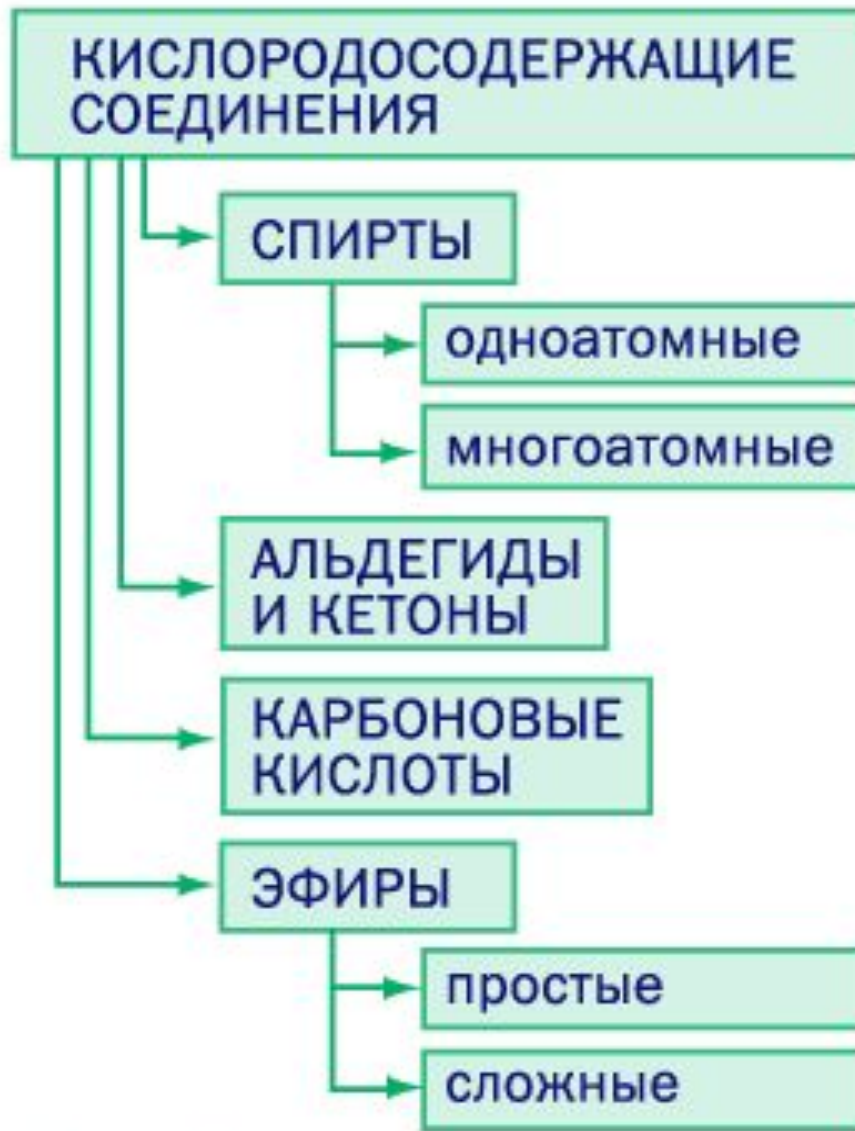 КИСЛОРОДОСОДЕРЖАЩИЕ
СОЕДИНЕНИЯ
СПИРТЫ
одноатомные
многоатомные
АЛЬДЕГИДЫ
И КЕТОНЫ
КАРБОНОВЫЕ
КИСЛОТЫ
ЭФИРЫ
простые
сложные